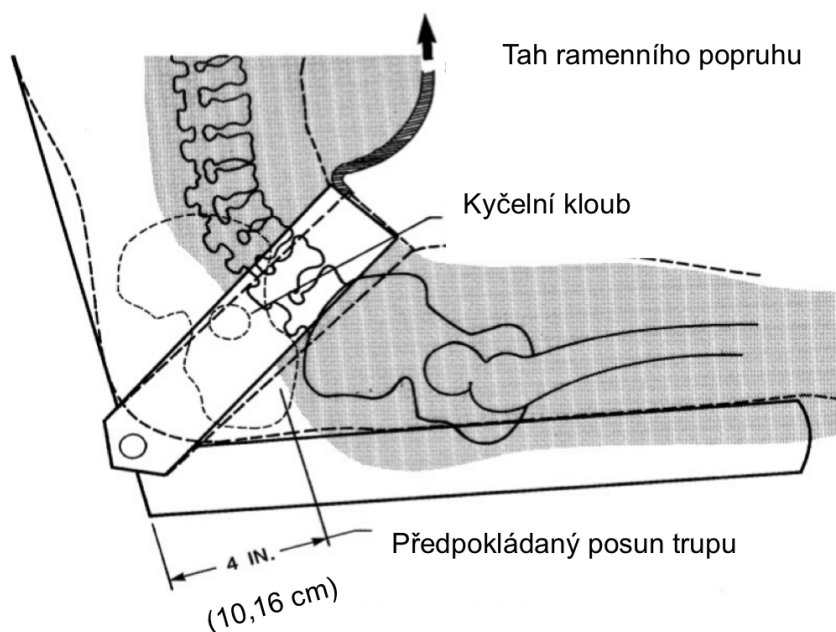 Tah ramenního popruhu
Kyčelní kloub
Předpokládaný posun trupu
4 IN.
(10,16 cm)